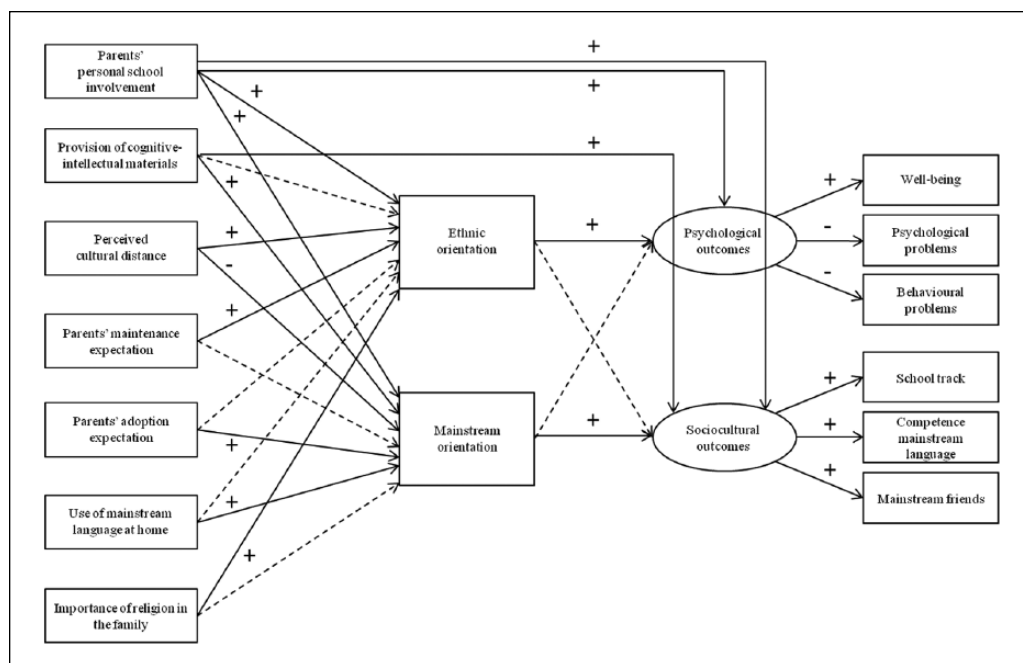 Parents'
personal school
involvement
Provision of cognitive-
intellectual materials
Perceived
cultural distance
Parents' maintenance
expectation
Parents' adoption
expectation
Use of mainstream
language at home
Importance of religion in
the family
+
+
+
+
+
+
+
-
+
+
+
+
Ethnic
orientation
Mainstream
orientation
+
+
Psychological
outcomes
Sociocultural
outcomes
+
-
-
+
+
+
Well-being
Psychological
problems
Behavioural
problems
School track
Competence
mainstream
language
Mainstream friends